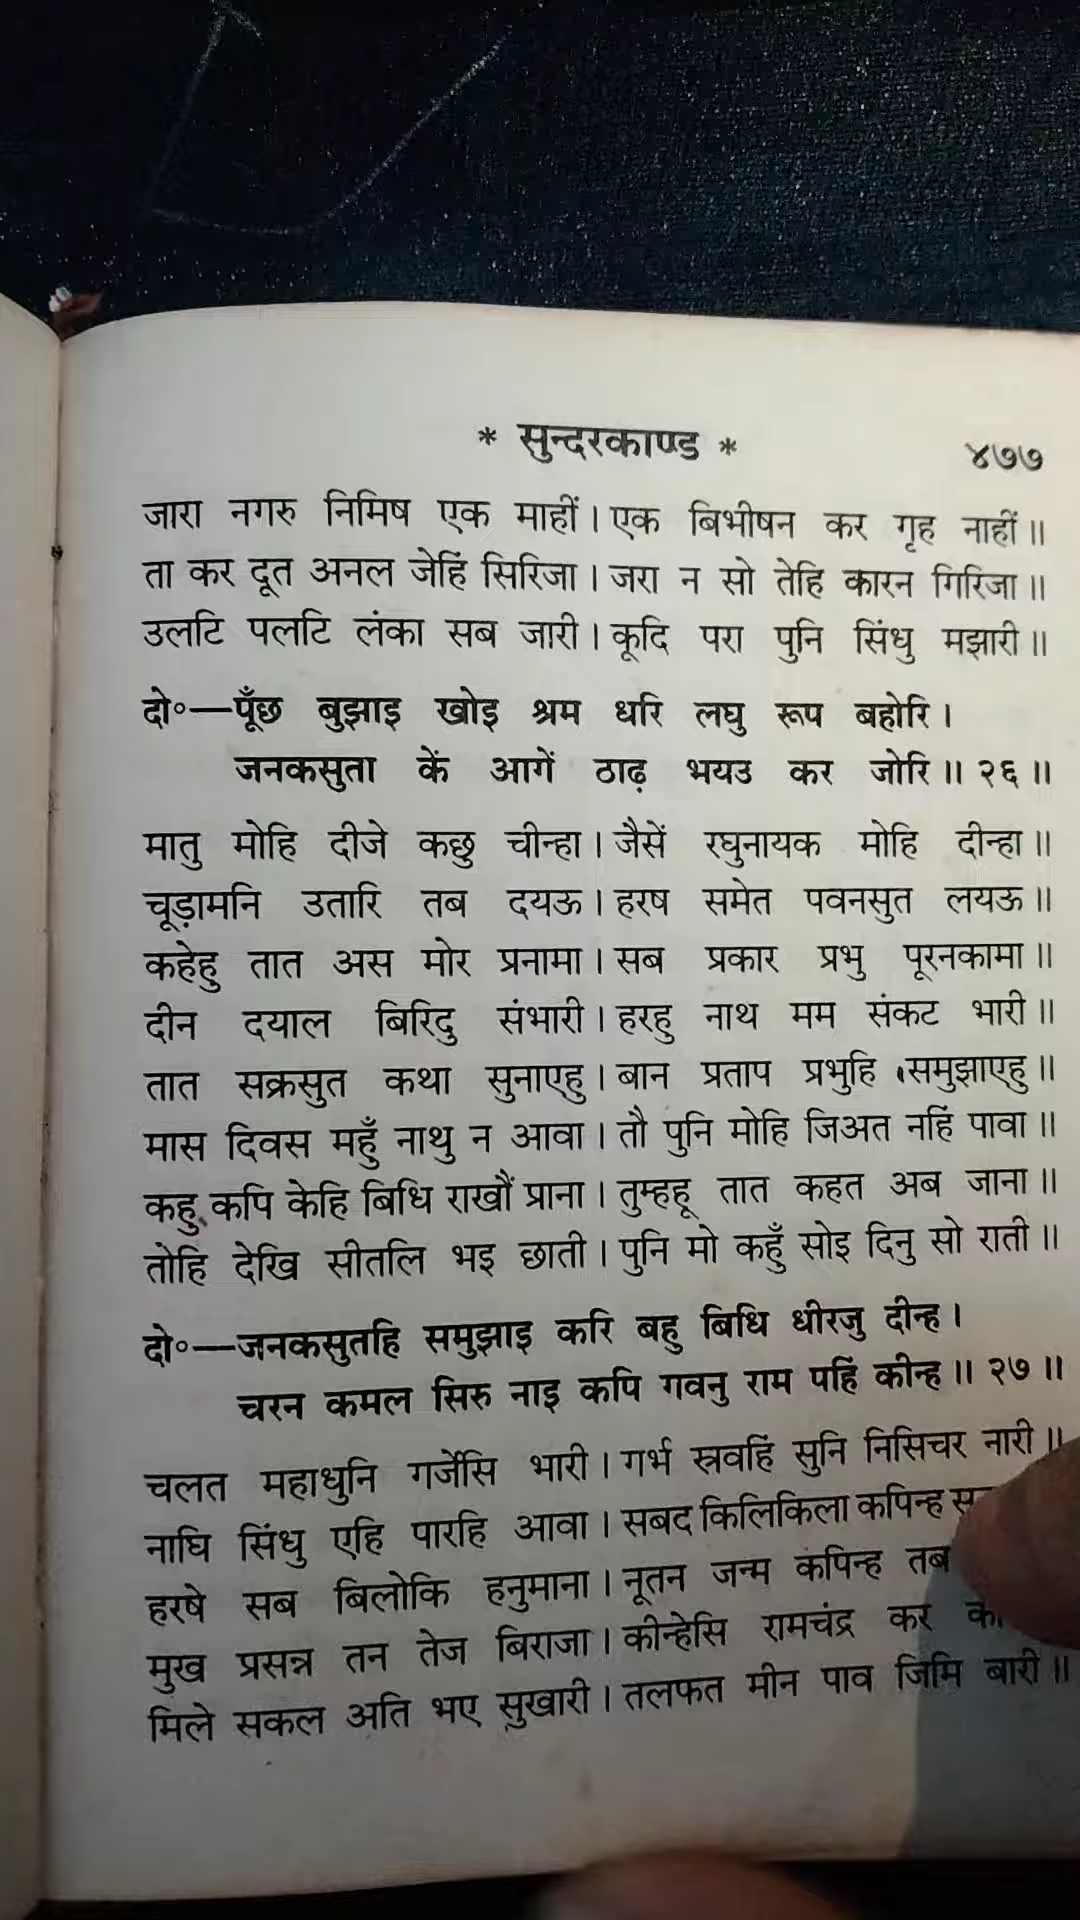 * सुन्दरकाण्ड * ४७७
जारा नगरु निमिष एक माहीं। एक बिभीषन कर गृह नाहीं॥
ता कर दूत अनल जेहिं सिरिजा। जरा न सो तेहि कारन गिरिजा॥
उलटि पलटि लंका सब जारी। कूदि परा पुनि सिंधु मझारी॥
दो०—पूँछ बुझाइ खोइ श्रम धरि लघु रूप बहोरि।
जनकसुता कें आगें ठाढ़ भयउ कर जोरि॥ २६॥
मातु मोहि दीजे कछु चीन्हा। जैसें रघुनायक मोहि दीन्हा॥
चूड़ामनि उतारि तब दयऊ। हरष समेत पवनसुत लयऊ॥
कहेहु तात अस मोर प्रनामा। सब प्रकार प्रभु पूरनकामा॥
दीन दयाल बिरिदु संभारी। हरहु नाथ मम संकट भारी॥
तात सक्रसुत कथा सुनाएहु। बान प्रताप प्रभुहि समुझाएहु॥
मास दिवस महुँ नाथु न आवा। तौ पुनि मोहि जिअत नहिं पावा॥
कहु कपि केहि बिधि राखौं प्राना। तुम्हहू तात कहत अब जाना॥
तोहि देखि सीतलि भइ छाती। पुनि मो कहुँ सोइ दिनु सो राती॥
दो०—जनकसुतहि समुझाइ करि बहु बिधि धीरजु दीन्ह।
चरन कमल सिरु नाइ कपि गवनु राम पहिं कीन्ह॥ २७॥
चलत महाधुनि गर्जेसि भारी। गर्भ स्रवहिं सुनि निसिचर नारी॥
नाघि सिंधु एहि पारहि आवा। सबद किलिकिला कपिन्ह
हरषे सब बिलोकि हनुमाना। नूतन जन्म कपिन्ह तब
मुख प्रसन्न तन तेज बिराजा। कीन्हेसि रामचंद्र कर
मिले सकल अति भए सुखारी। तलफत मीन पाव जिमि बारी॥